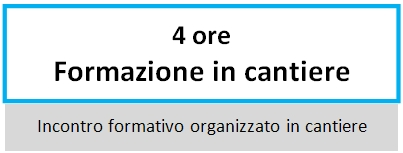 4 ore
Formazione in cantiere
Incontro formativo organizzato in cantiere